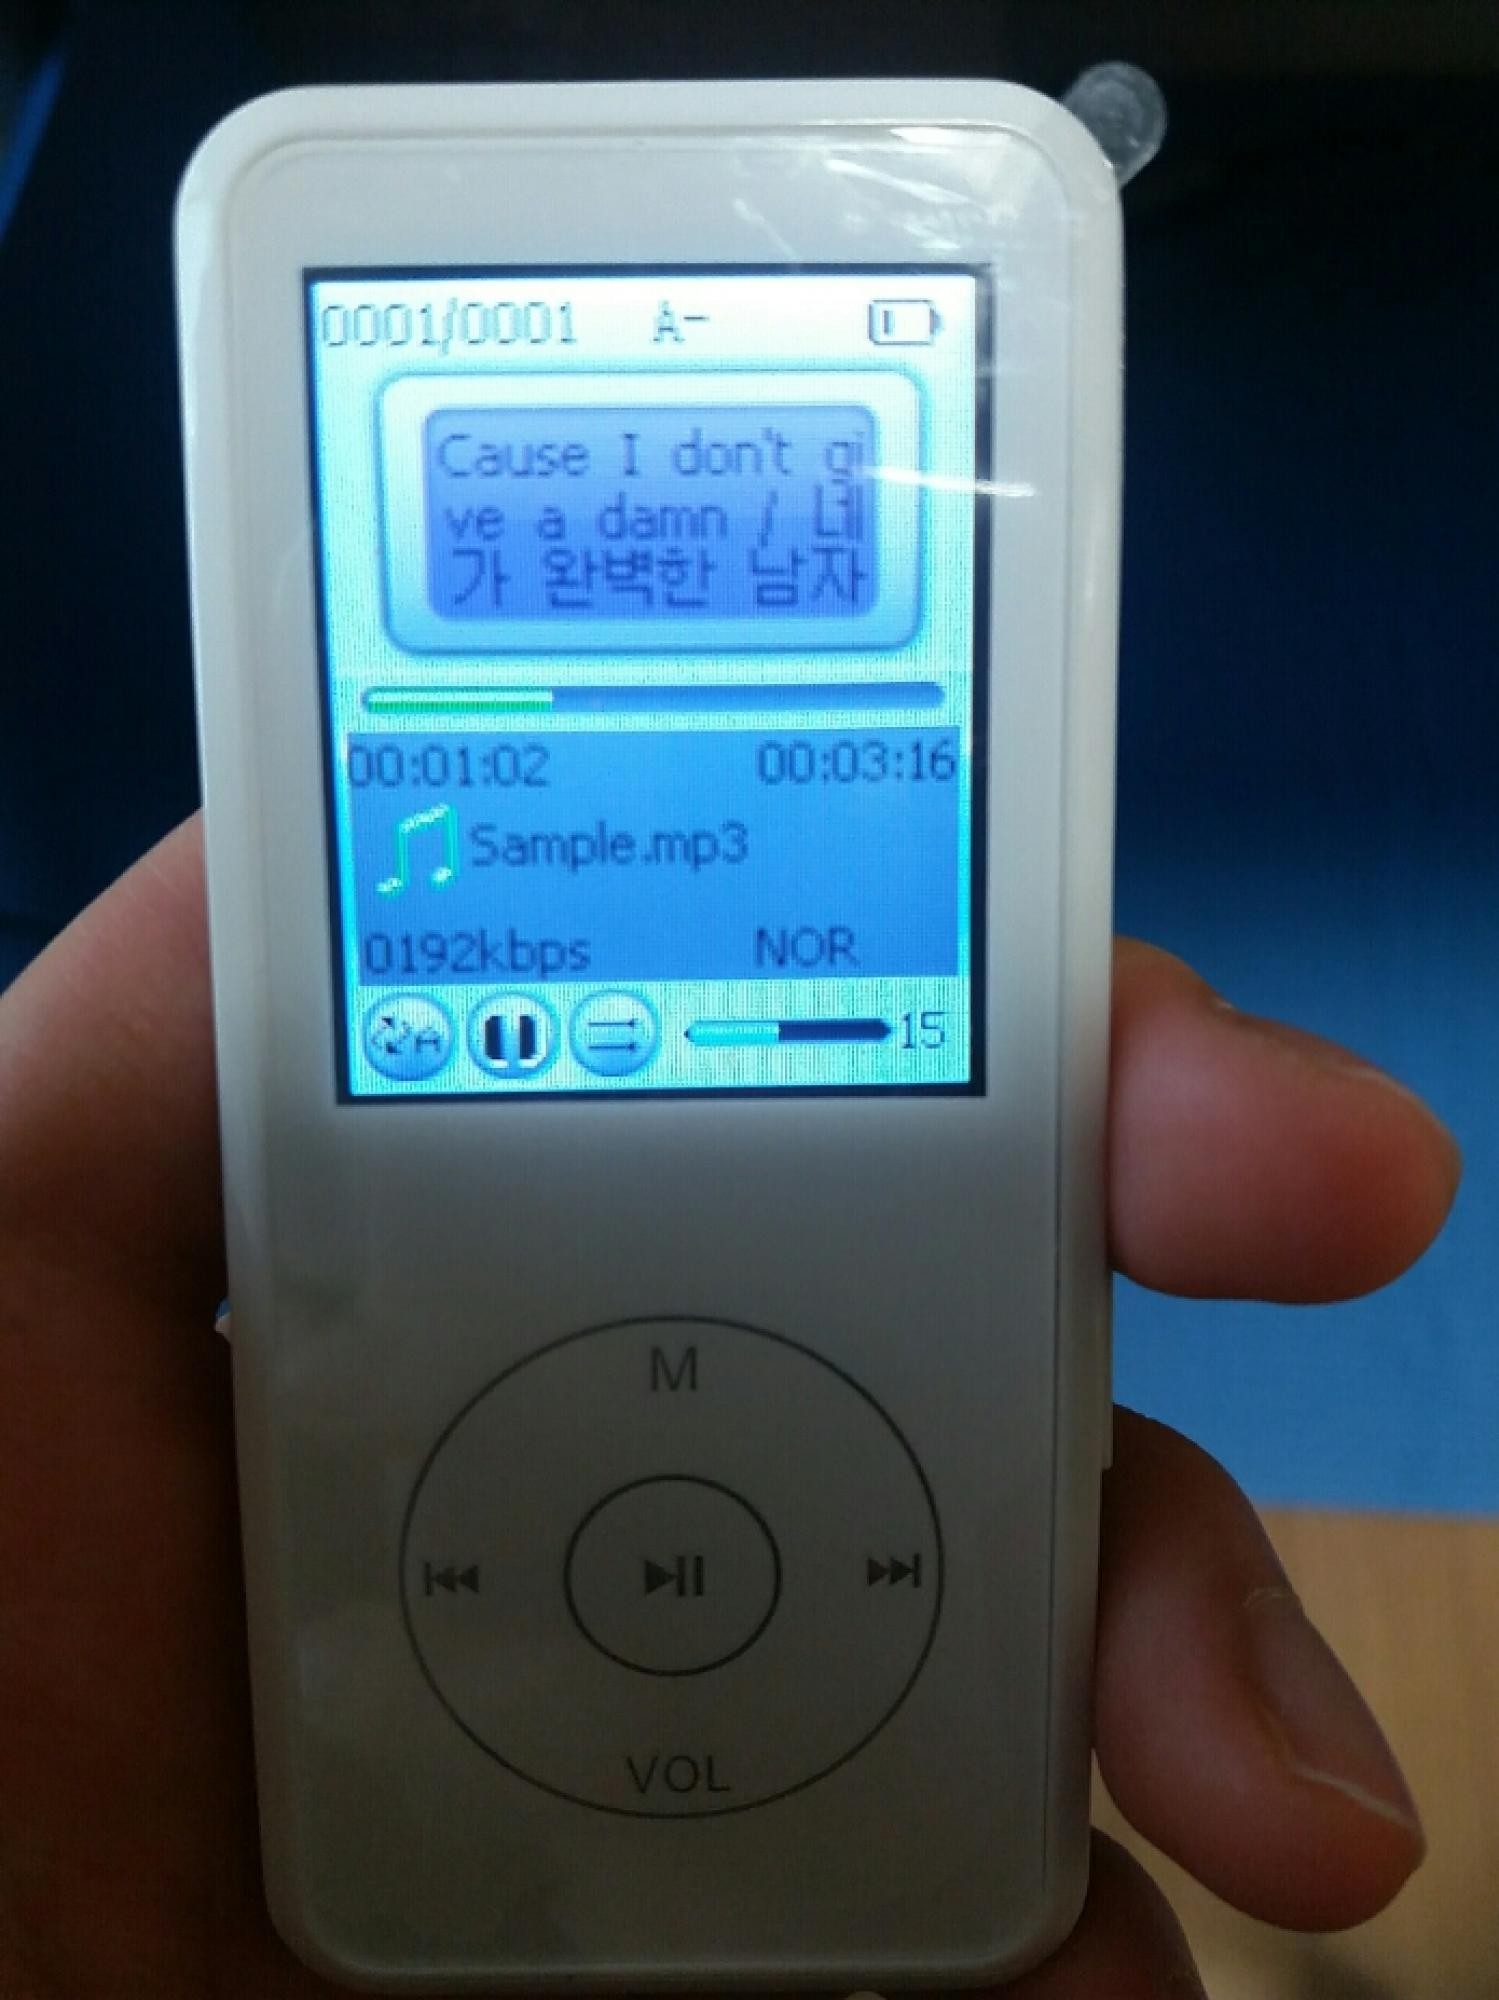 0001/0001 A-
Cause I don't gi
ve a damn / 네
가 완벽한 남자
00:01:02 00:03:16
Sample.mp3
0192kbps NOR
A 15
M
VOL